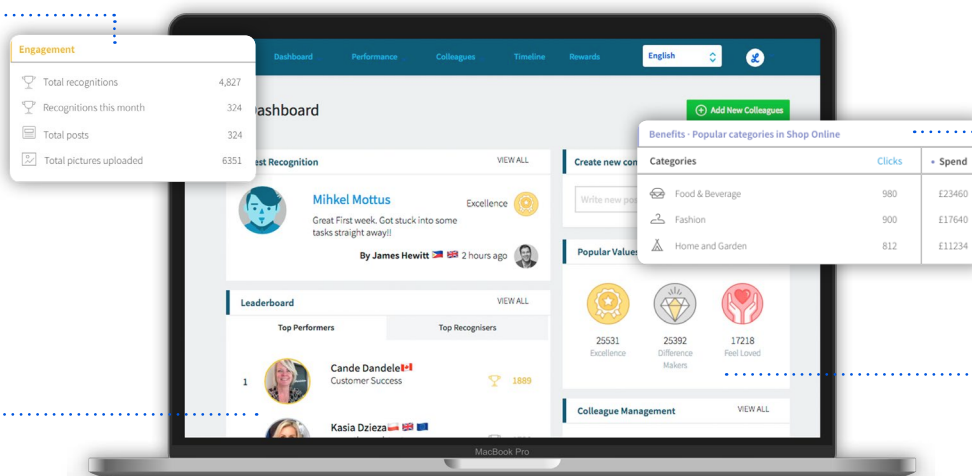 Engagement
Total recognitions 4,827
Recognitions this month 324
Total posts 324
Total pictures uploaded 6351
Dashboard Performance Colleagues Timeline Rewards English
ashboard
Add New Colleagues
est Recognition VIEW ALL
Mihkel Mottus
Excellence
Great First week. Got stuck into some
tasks straight away!!
By James Hewitt 2 hours ago
Leaderboard VIEW ALL
Top Performers Top Recognisers
1
Cande Dandele
Customer Success
1889
Kasia Dzieza
Create new con
Write new pos
Benefits · Popular categories in Shop Online
Categories Clicks • Spend
Food & Beverage 980 £23460
Fashion 900 £17640
Home and Garden 812 £11234
Popular Values
25531 25392 17218
Excellence Difference Makers Feel Loved
Colleague Management VIEW ALL
MacBook Pro